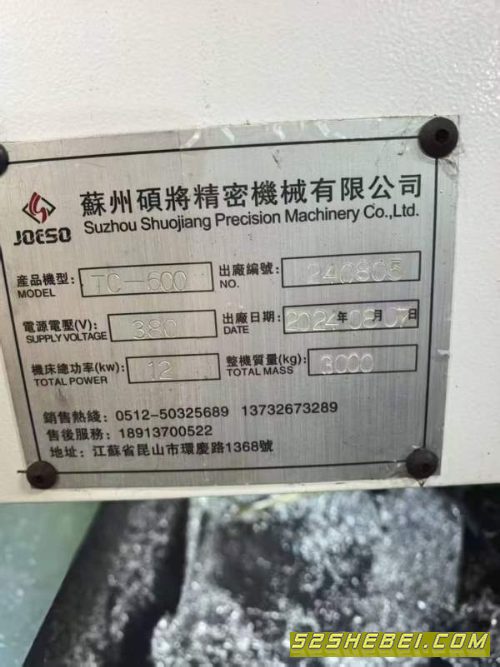 蘇州碩將精密機械有限公司
JOESO
Suzhou Shuojiang Precision Machinery Co.,Ltd.
產品機型: TC-600 出廠編號: 240805
MODEL NO.
電源電壓(V): 380 出廠日期: 2024年08月07日
SUPPLY VOLTAGE DATE
機床總功率(kw): 12 整機質量(kg): 3000
TOTAL POWER TOTAL MASS
銷售熱綫: 0512-50325689 13732673289
售後服務: 18913700522
地址: 江蘇省昆山市環慶路1368號
52SHEBEI.COM